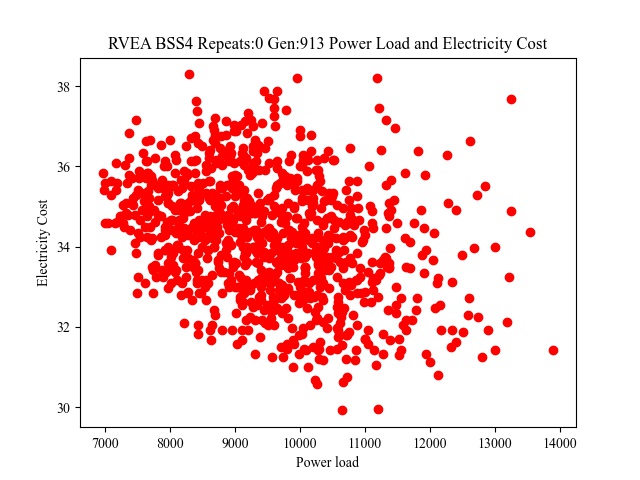 RVEA BSS4 Repeats:0 Gen:913 Power Load and Electricity Cost
Electricity Cost
38
36
34
32
30
7000 8000 9000 10000 11000 12000 13000 14000
Power load